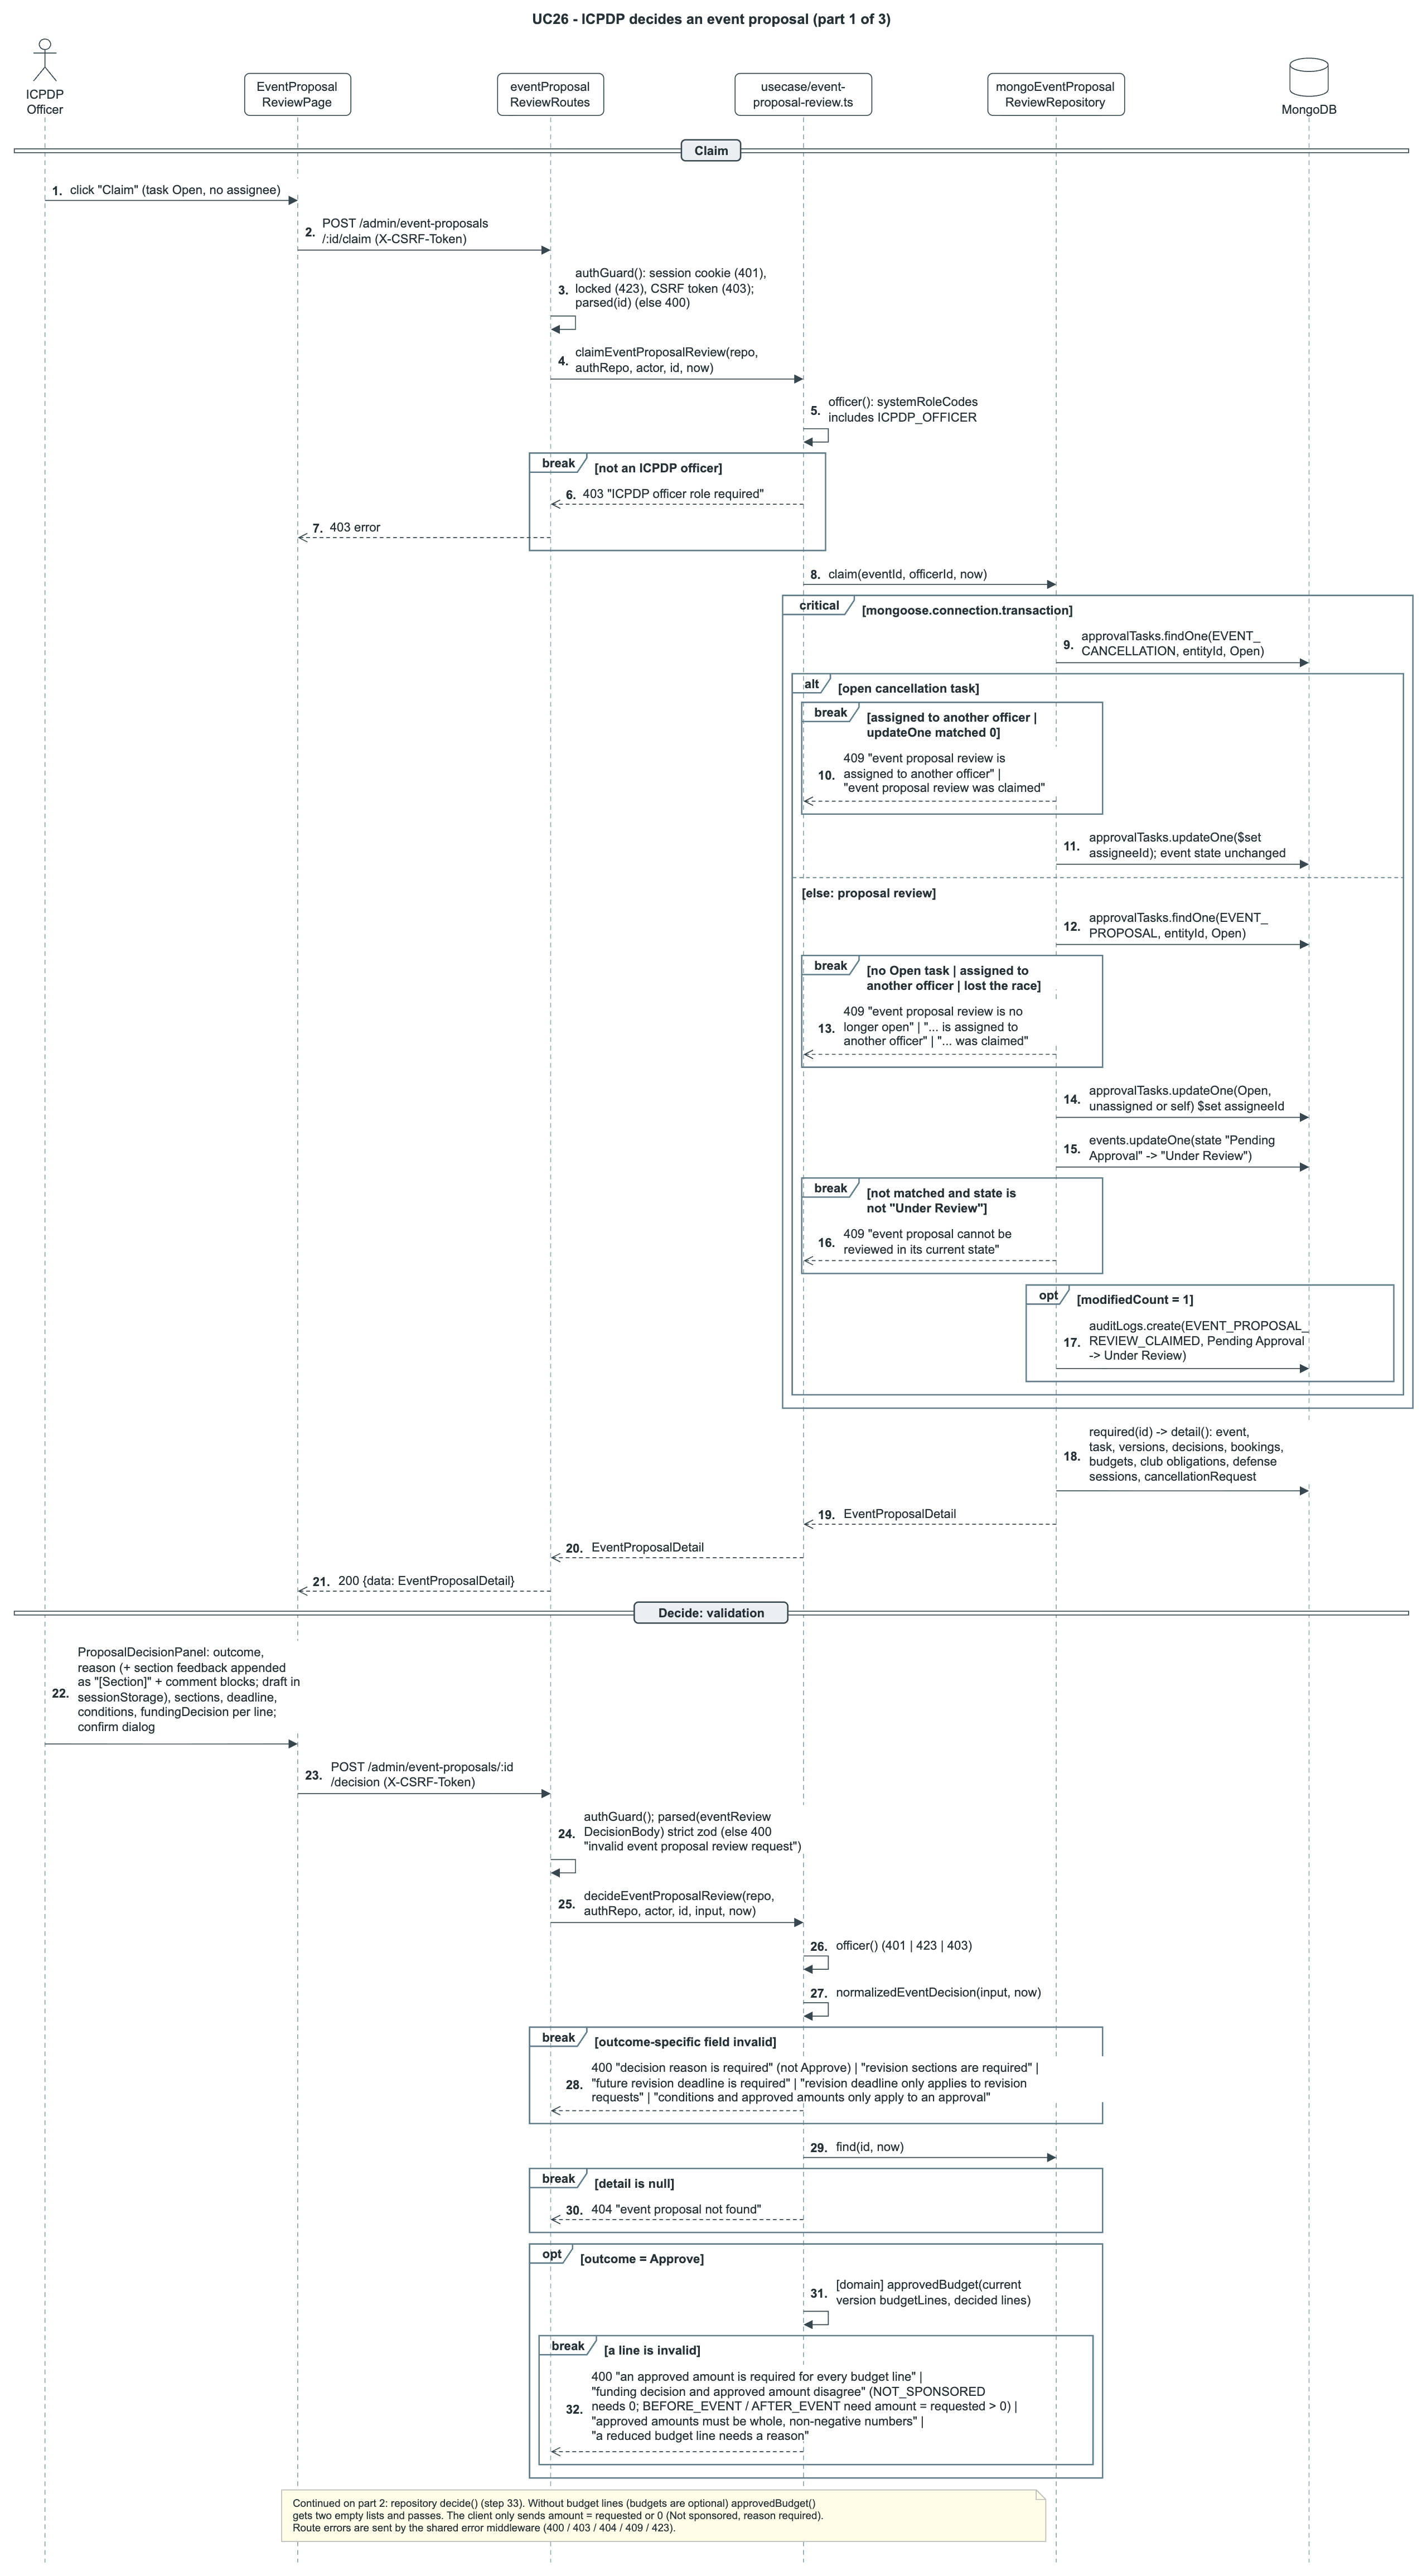 UC26 - ICPDP decides an event proposal (part 1 of 3)
ICPDP
Officer
EventProposal
ReviewPage
eventProposal
ReviewRoutes
usecase/event-
proposal-review.ts
mongoEventProposal
ReviewRepository
MongoDB
Claim
1. click "Claim" (task Open, no assignee)
2. POST /admin/event-proposals
/:id/claim (X-CSRF-Token)
3. authGuard(): session cookie (401),
locked (423), CSRF token (403);
parsed(id) (else 400)
4. claimEventProposalReview(repo,
authRepo, actor, id, now)
5. officer(): systemRoleCodes
includes ICPDP_OFFICER
break [not an ICPDP officer]
6. 403 "ICPDP officer role required"
7. 403 error
8. claim(eventId, officerId, now)
critical [mongoose.connection.transaction]
9. approvalTasks.findOne(EVENT_
CANCELLATION, entityId, Open)
alt [open cancellation task]
break [assigned to another officer |
updateOne matched 0]
10. 409 "event proposal review is
assigned to another officer" |
"event proposal review was claimed"
11. approvalTasks.updateOne($set
assigneeId); event state unchanged
[else: proposal review]
12. approvalTasks.findOne(EVENT_
PROPOSAL, entityId, Open)
break [no Open task | assigned to
another officer | lost the race]
13. 409 "event proposal review is no
longer open" | "... is assigned to
another officer" | "... was claimed"
14. approvalTasks.updateOne(Open,
unassigned or self) $set assigneeId
15. events.updateOne(state "Pending
Approval" -> "Under Review")
break [not matched and state is
not "Under Review"]
16. 409 "event proposal cannot be
reviewed in its current state"
opt [modifiedCount = 1]
17. auditLogs.create(EVENT_PROPOSAL_
REVIEW_CLAIMED, Pending Approval
-> Under Review)
18. required(id) -> detail(): event,
task, versions, decisions, bookings,
budgets, club obligations, defense
sessions, cancellationRequest
19. EventProposalDetail
20. EventProposalDetail
21. 200 {data: EventProposalDetail}
Decide: validation
22. ProposalDecisionPanel: outcome,
reason (+ section feedback appended
as "[Section]" + comment blocks; draft in
sessionStorage), sections, deadline,
conditions, fundingDecision per line;
confirm dialog
23. POST /admin/event-proposals/:id
/decision (X-CSRF-Token)
24. authGuard(); parsed(eventReview
DecisionBody) strict zod (else 400
"invalid event proposal review request")
25. decideEventProposalReview(repo,
authRepo, actor, id, input, now)
26. officer() (401 | 423 | 403)
27. normalizedEventDecision(input, now)
break [outcome-specific field invalid]
28. 400 "decision reason is required" (not Approve) | "revision sections are required" |
"future revision deadline is required" | "revision deadline only applies to revision
requests" | "conditions and approved amounts only apply to an approval"
29. find(id, now)
break [detail is null]
30. 404 "event proposal not found"
opt [outcome = Approve]
31. [domain] approvedBudget(current
version budgetLines, decided lines)
break [a line is invalid]
32. 400 "an approved amount is required for every budget line" |
"funding decision and approved amount disagree" (NOT_SPONSORED
needs 0; BEFORE_EVENT / AFTER_EVENT need amount = requested > 0) |
"approved amounts must be whole, non-negative numbers" |
"a reduced budget line needs a reason"
Continued on part 2: repository decide() (step 33). Without budget lines (budgets are optional) approvedBudget()
gets two empty lists and passes. The client only sends amount = requested or 0 (Not sponsored, reason required).
Route errors are sent by the shared error middleware (400 / 403 / 404 / 409 / 423).